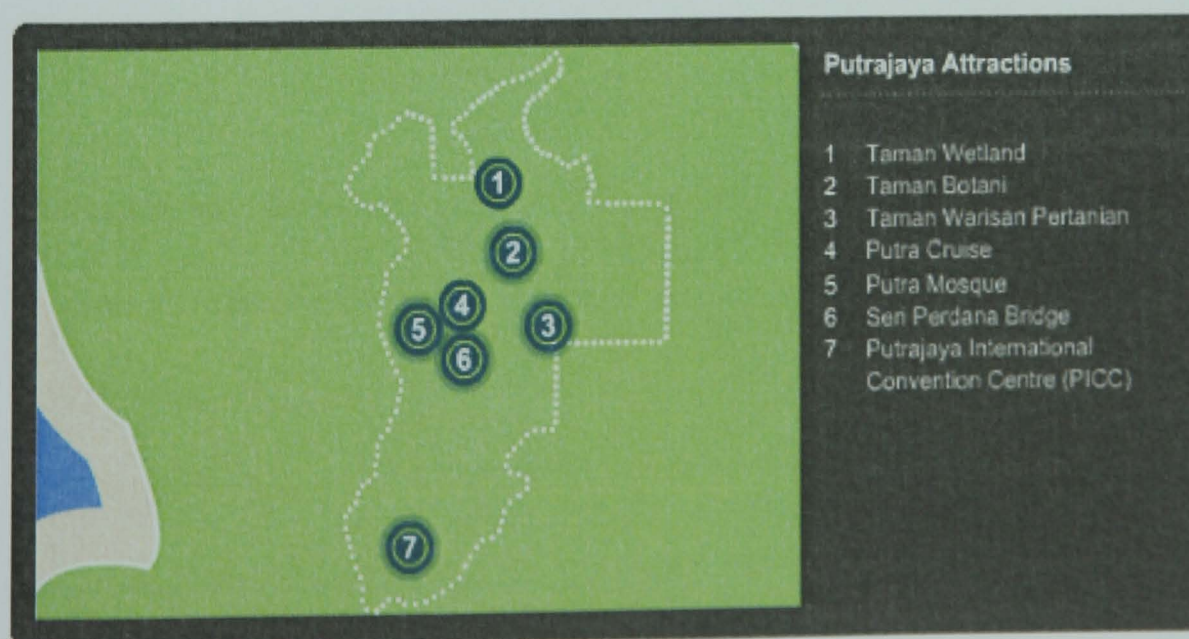 Putrajaya Attractions
1 Taman Wetland
2 Taman Botani
3 Taman Warisan Pertanian
4 Putra Cruise
5 Putra Mosque
6 Seri Perdana Bridge
7 Putrajaya International
Convention Centre (PICC)
1
2
4
5
3
6
7